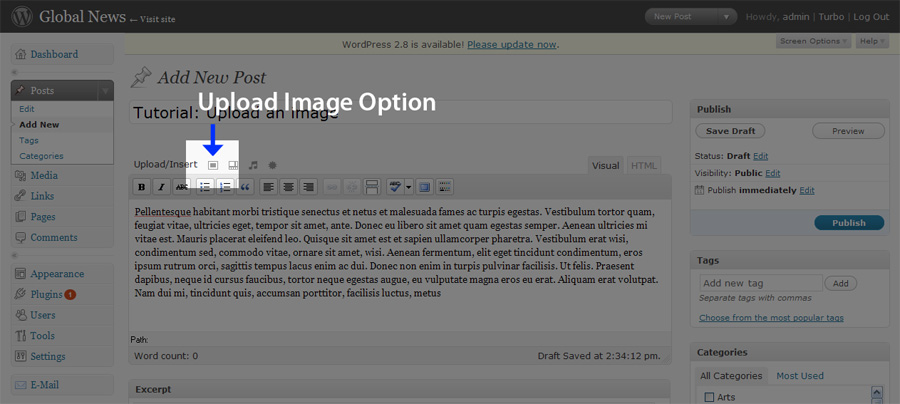 Global News ← Visit site
New Post
Howdy, admin | Turbo | Log Out
WordPress 2.8 is available! Please update now.
Screen Options
Help
Dashboard
Posts
Edit
Add New
Tags
Categories
Media
Links
Pages
Comments
Appearance
Plugins 1
Users
Tools
Settings
E-Mail
Add New Post
Upload Image Option
Tutorial: Upload an image
Upload/Insert
Visual
HTML
B I ABC
ABC
Pellentesque habitant morbi tristique senectus et netus et malesuada fames ac turpis egestas. Vestibulum tortor quam,
feugiat vitae, ultricies eget, tempor sit amet, ante. Donec eu libero sit amet quam egestas semper. Aenean ultricies mi
vitae est. Mauris placerat eleifend leo. Quisque sit amet est et sapien ullamcorper pharetra. Vestibulum erat wisi,
condimentum sed, commodo vitae, ornare sit amet, wisi. Aenean fermentum, elit eget tincidunt condimentum, eros
ipsum rutrum orci, sagittis tempus lacus enim ac dui. Donec non enim in turpis pulvinar facilisis. Ut felis. Praesent
dapibus, neque id cursus faucibus, tortor neque egestas augue, eu vulputate magna eros eu erat. Aliquam erat volutpat.
Nam dui mi, tincidunt quis, accumsan porttitor, facilisis luctus, metus
Path:
Word count: 0
Draft Saved at 2:34:12 pm.
Excerpt
Publish
Save Draft
Preview
Status: Draft Edit
Visibility: Public Edit
Publish immediately Edit
Publish
Tags
Add new tag
Add
Separate tags with commas
Choose from the most popular tags
Categories
All Categories
Most Used
Arts